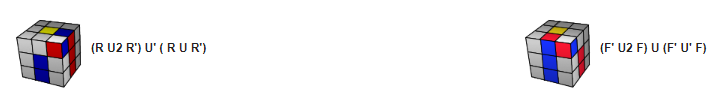 (R U2 R') U' ( R U R')
(F' U2 F) U (F' U' F)